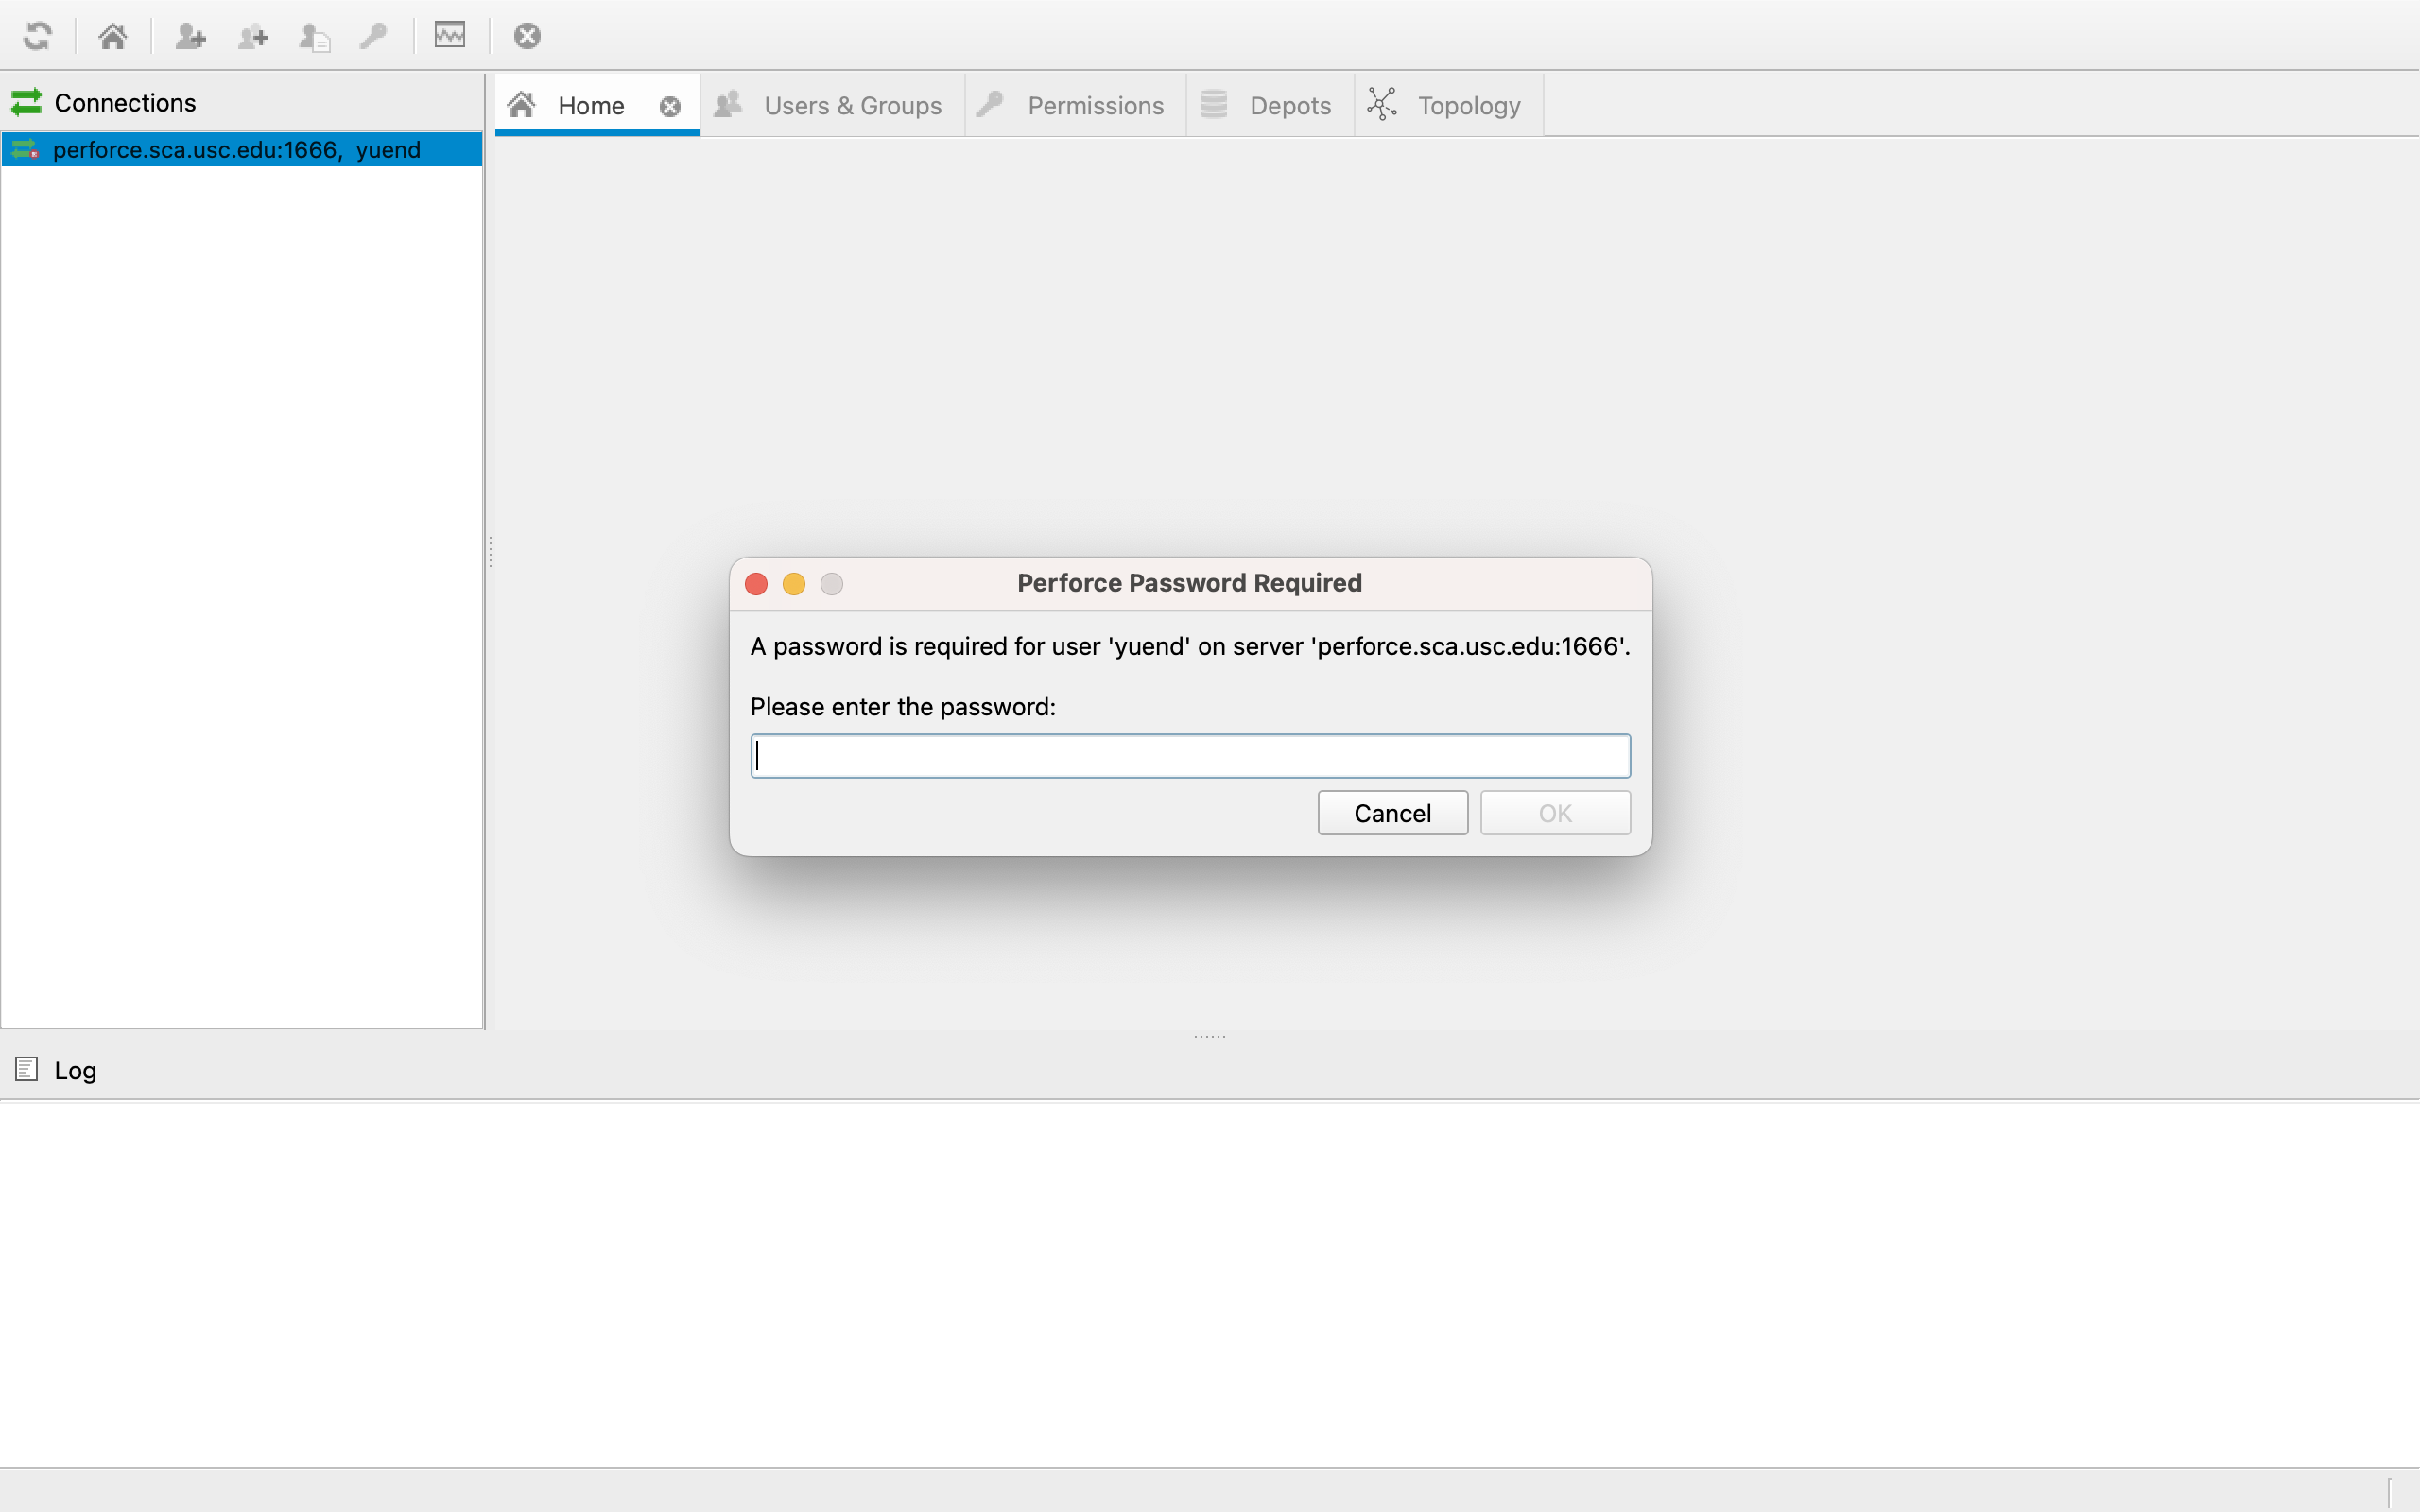 Connections
perforce.sca.usc.edu:1666, yuend
Home
Users & Groups
Permissions
Depots
Topology
Perforce Password Required
A password is required for user 'yuend' on server 'perforce.sca.usc.edu:1666'.
Please enter the password:
Cancel
OK
Log